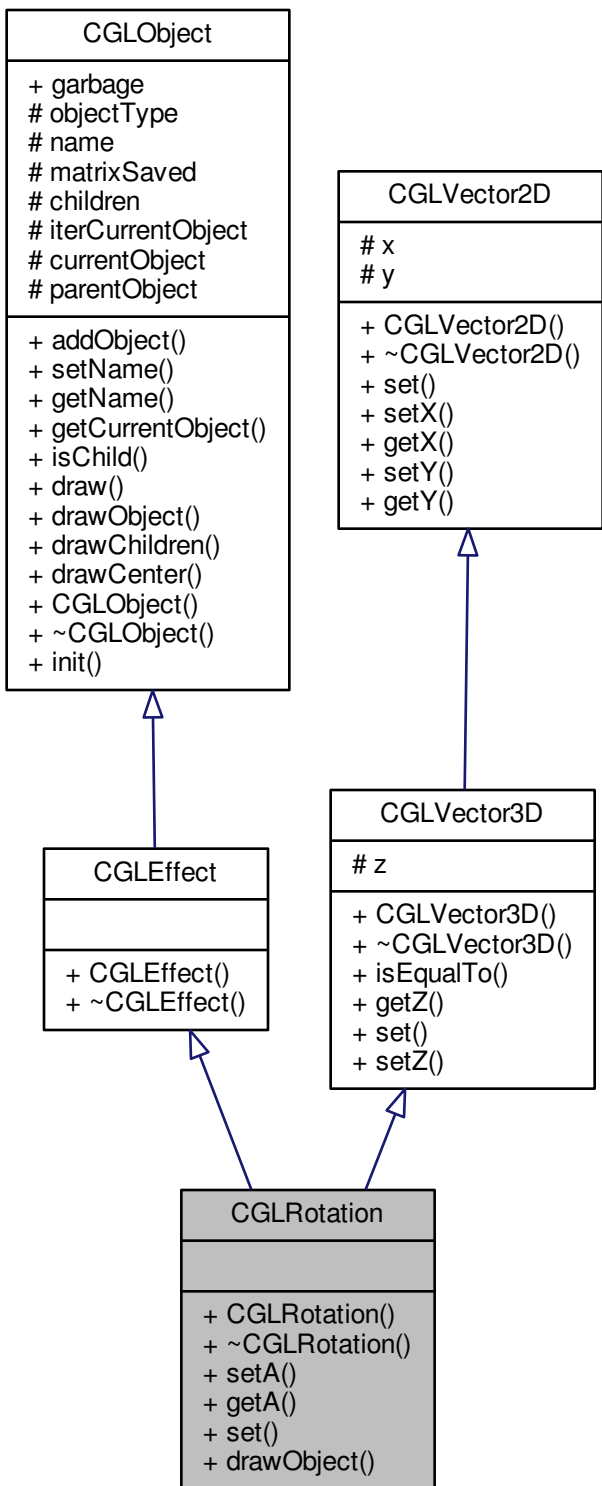 CGLObject
+ garbage
# objectType
# name
# matrixSaved
# children
# iterCurrentObject
# currentObject
# parentObject
+ addObject()
+ setName()
+ getName()
+ getCurrentObject()
+ isChild()
+ draw()
+ drawObject()
+ drawChildren()
+ drawCenter()
+ CGLObject()
+ ~CGLObject()
+ init()
CGLVector2D
# x
# y
+ CGLVector2D()
+ ~CGLVector2D()
+ set()
+ setX()
+ getX()
+ setY()
+ getY()
CGLEffect
+ CGLEffect()
+ ~CGLEffect()
CGLVector3D
# z
+ CGLVector3D()
+ ~CGLVector3D()
+ isEqualTo()
+ getZ()
+ set()
+ setZ()
CGLRotation
+ CGLRotation()
+ ~CGLRotation()
+ setA()
+ getA()
+ set()
+ drawObject()